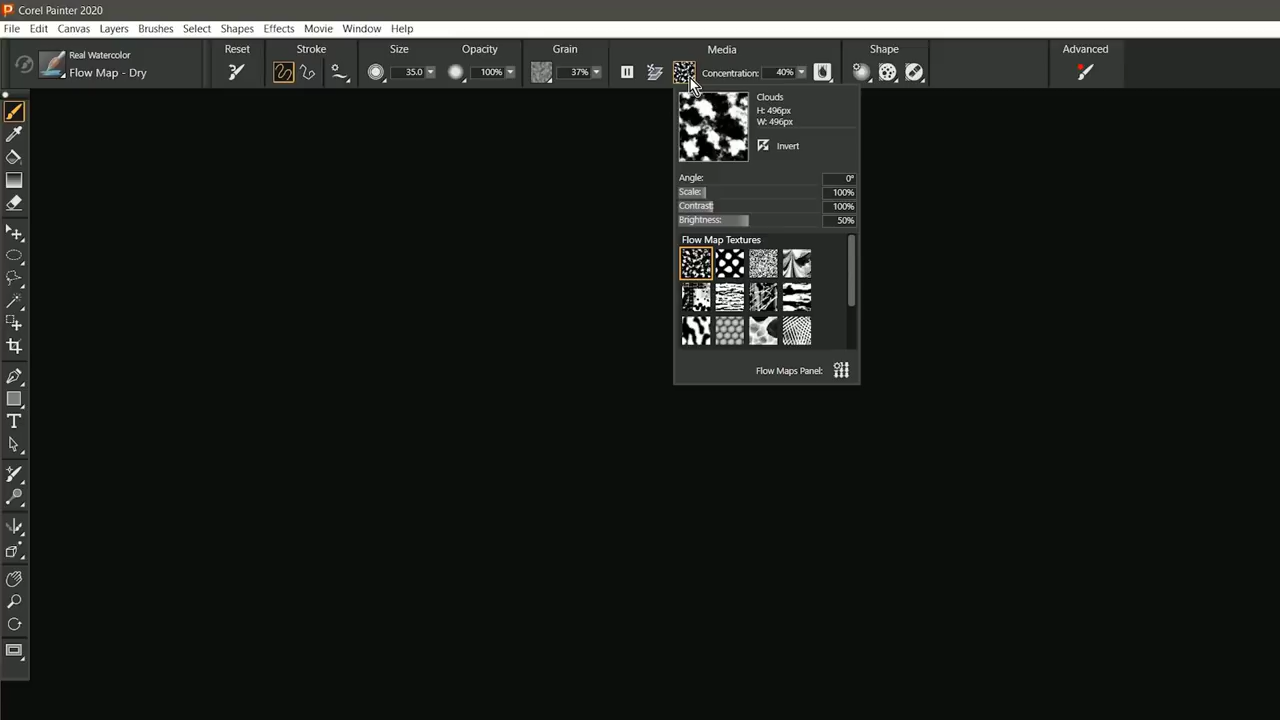 Corel Painter 2020
File Edit Canvas Layers Brushes Select Shapes Effects Movie Window Help
Real Watercolor
Flow Map - Dry
Reset Stroke Size Opacity Grain Media Shape Advanced
35.0 100% 37% Concentration: 40%
Clouds
H: 496px
W: 496px
Invert
Angle: 0°
Scale: 100%
Contrast: 100%
Brightness: 50%
Flow Map Textures
Flow Maps Panel: